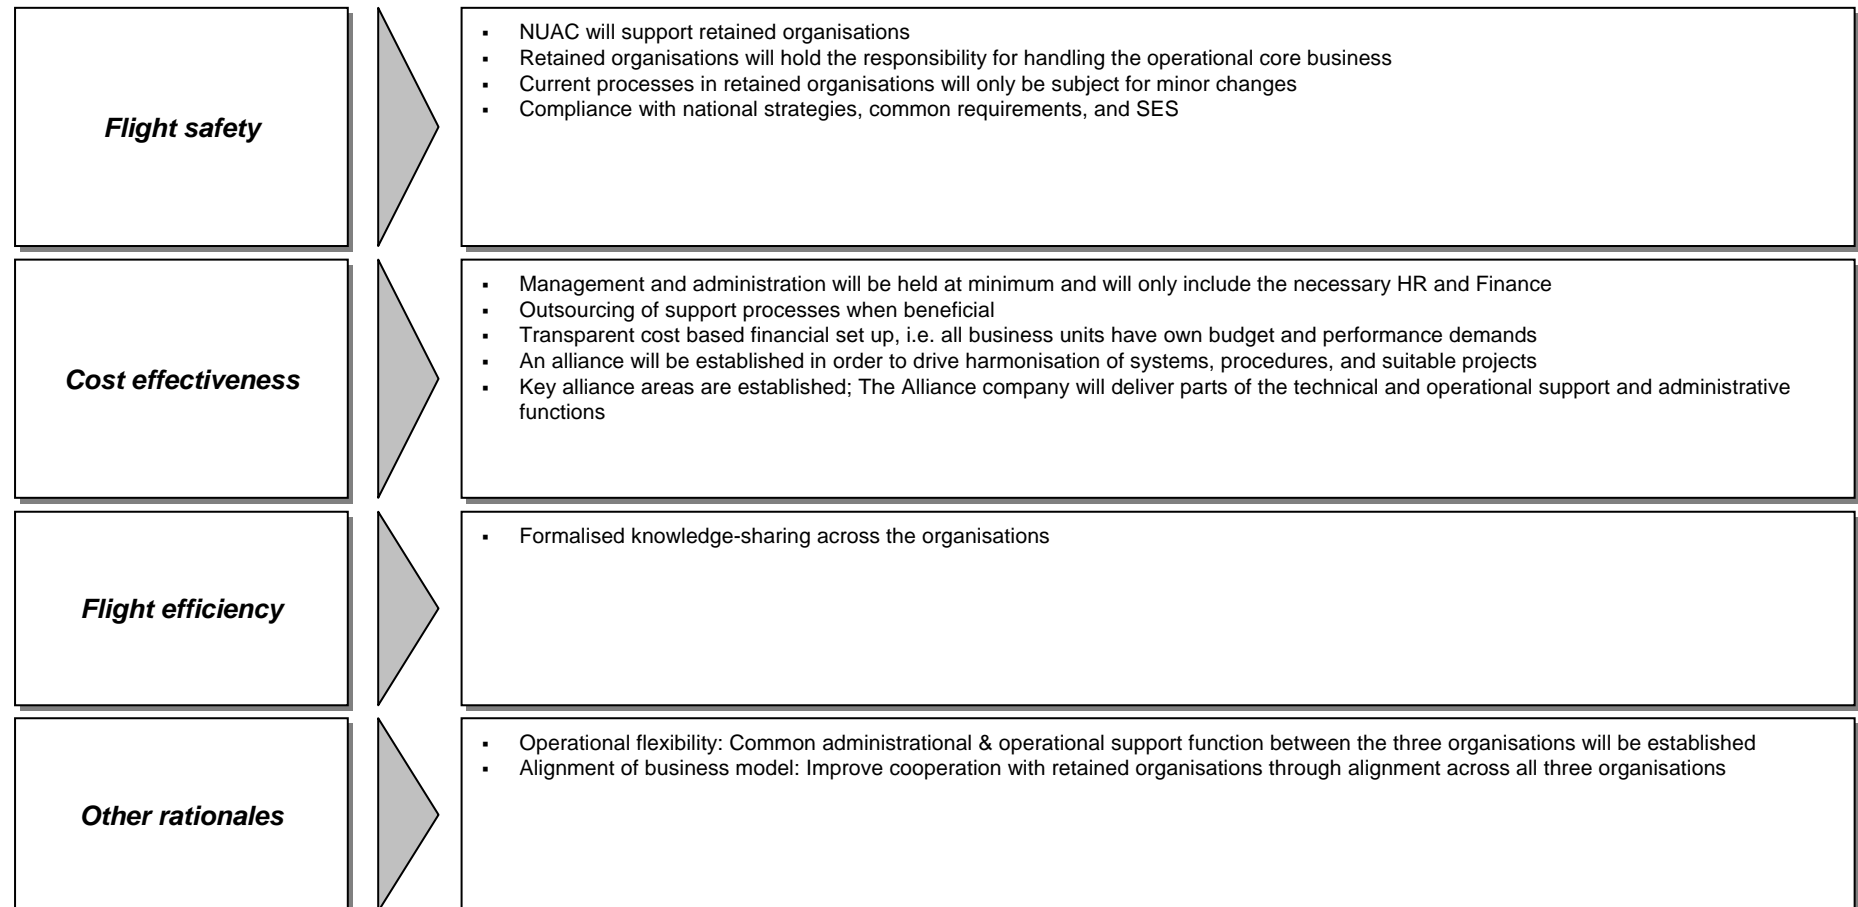 Flight safety
▪ NUAC will support retained organisations
▪ Retained organisations will hold the responsibility for handling the operational core business
▪ Current processes in retained organisations will only be subject for minor changes
▪ Compliance with national strategies, common requirements, and SES
Cost effectiveness
▪ Management and administration will be held at minimum and will only include the necessary HR and Finance
▪ Outsourcing of support processes when beneficial
▪ Transparent cost based financial set up, i.e. all business units have own budget and performance demands
▪ An alliance will be established in order to drive harmonisation of systems, procedures, and suitable projects
▪ Key alliance areas are established; The Alliance company will deliver parts of the technical and operational support and administrative
functions
Flight efficiency
▪ Formalised knowledge-sharing across the organisations
Other rationales
▪ Operational flexibility: Common administrational & operational support function between the three organisations will be established
▪ Alignment of business model: Improve cooperation with retained organisations through alignment across all three organisations